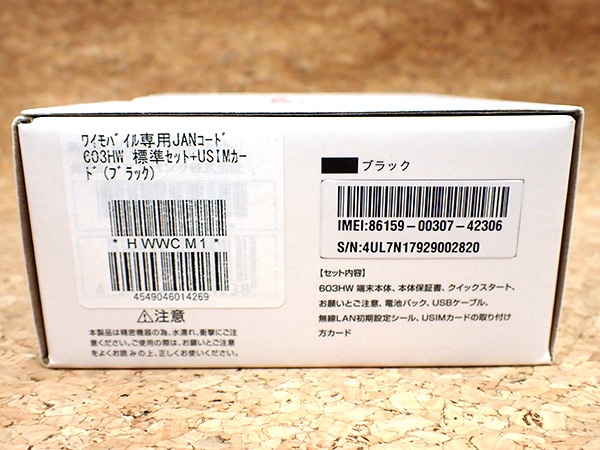 ワイモバイル専用JANコード
603HW 標準セット+USIMカー
ド(ブラック)
* H WWC M 1 *
4549046014269
⚠注意
本製品は精密機器の為、水濡れ、衝撃にご注
意ください。ご使用の際は、お願いとご注意
をよくお読みの上、正しくお使いください。
ブラック
IMEI:86159-00307-42306
S/N:4UL7N17929002820
【セット内容】
603HW 端末本体、本体保証書、クイックスタート、
お願いとご注意、電池パック、USBケーブル、
無線LAN初期設定シール、USIMカードの取り付け
方カード